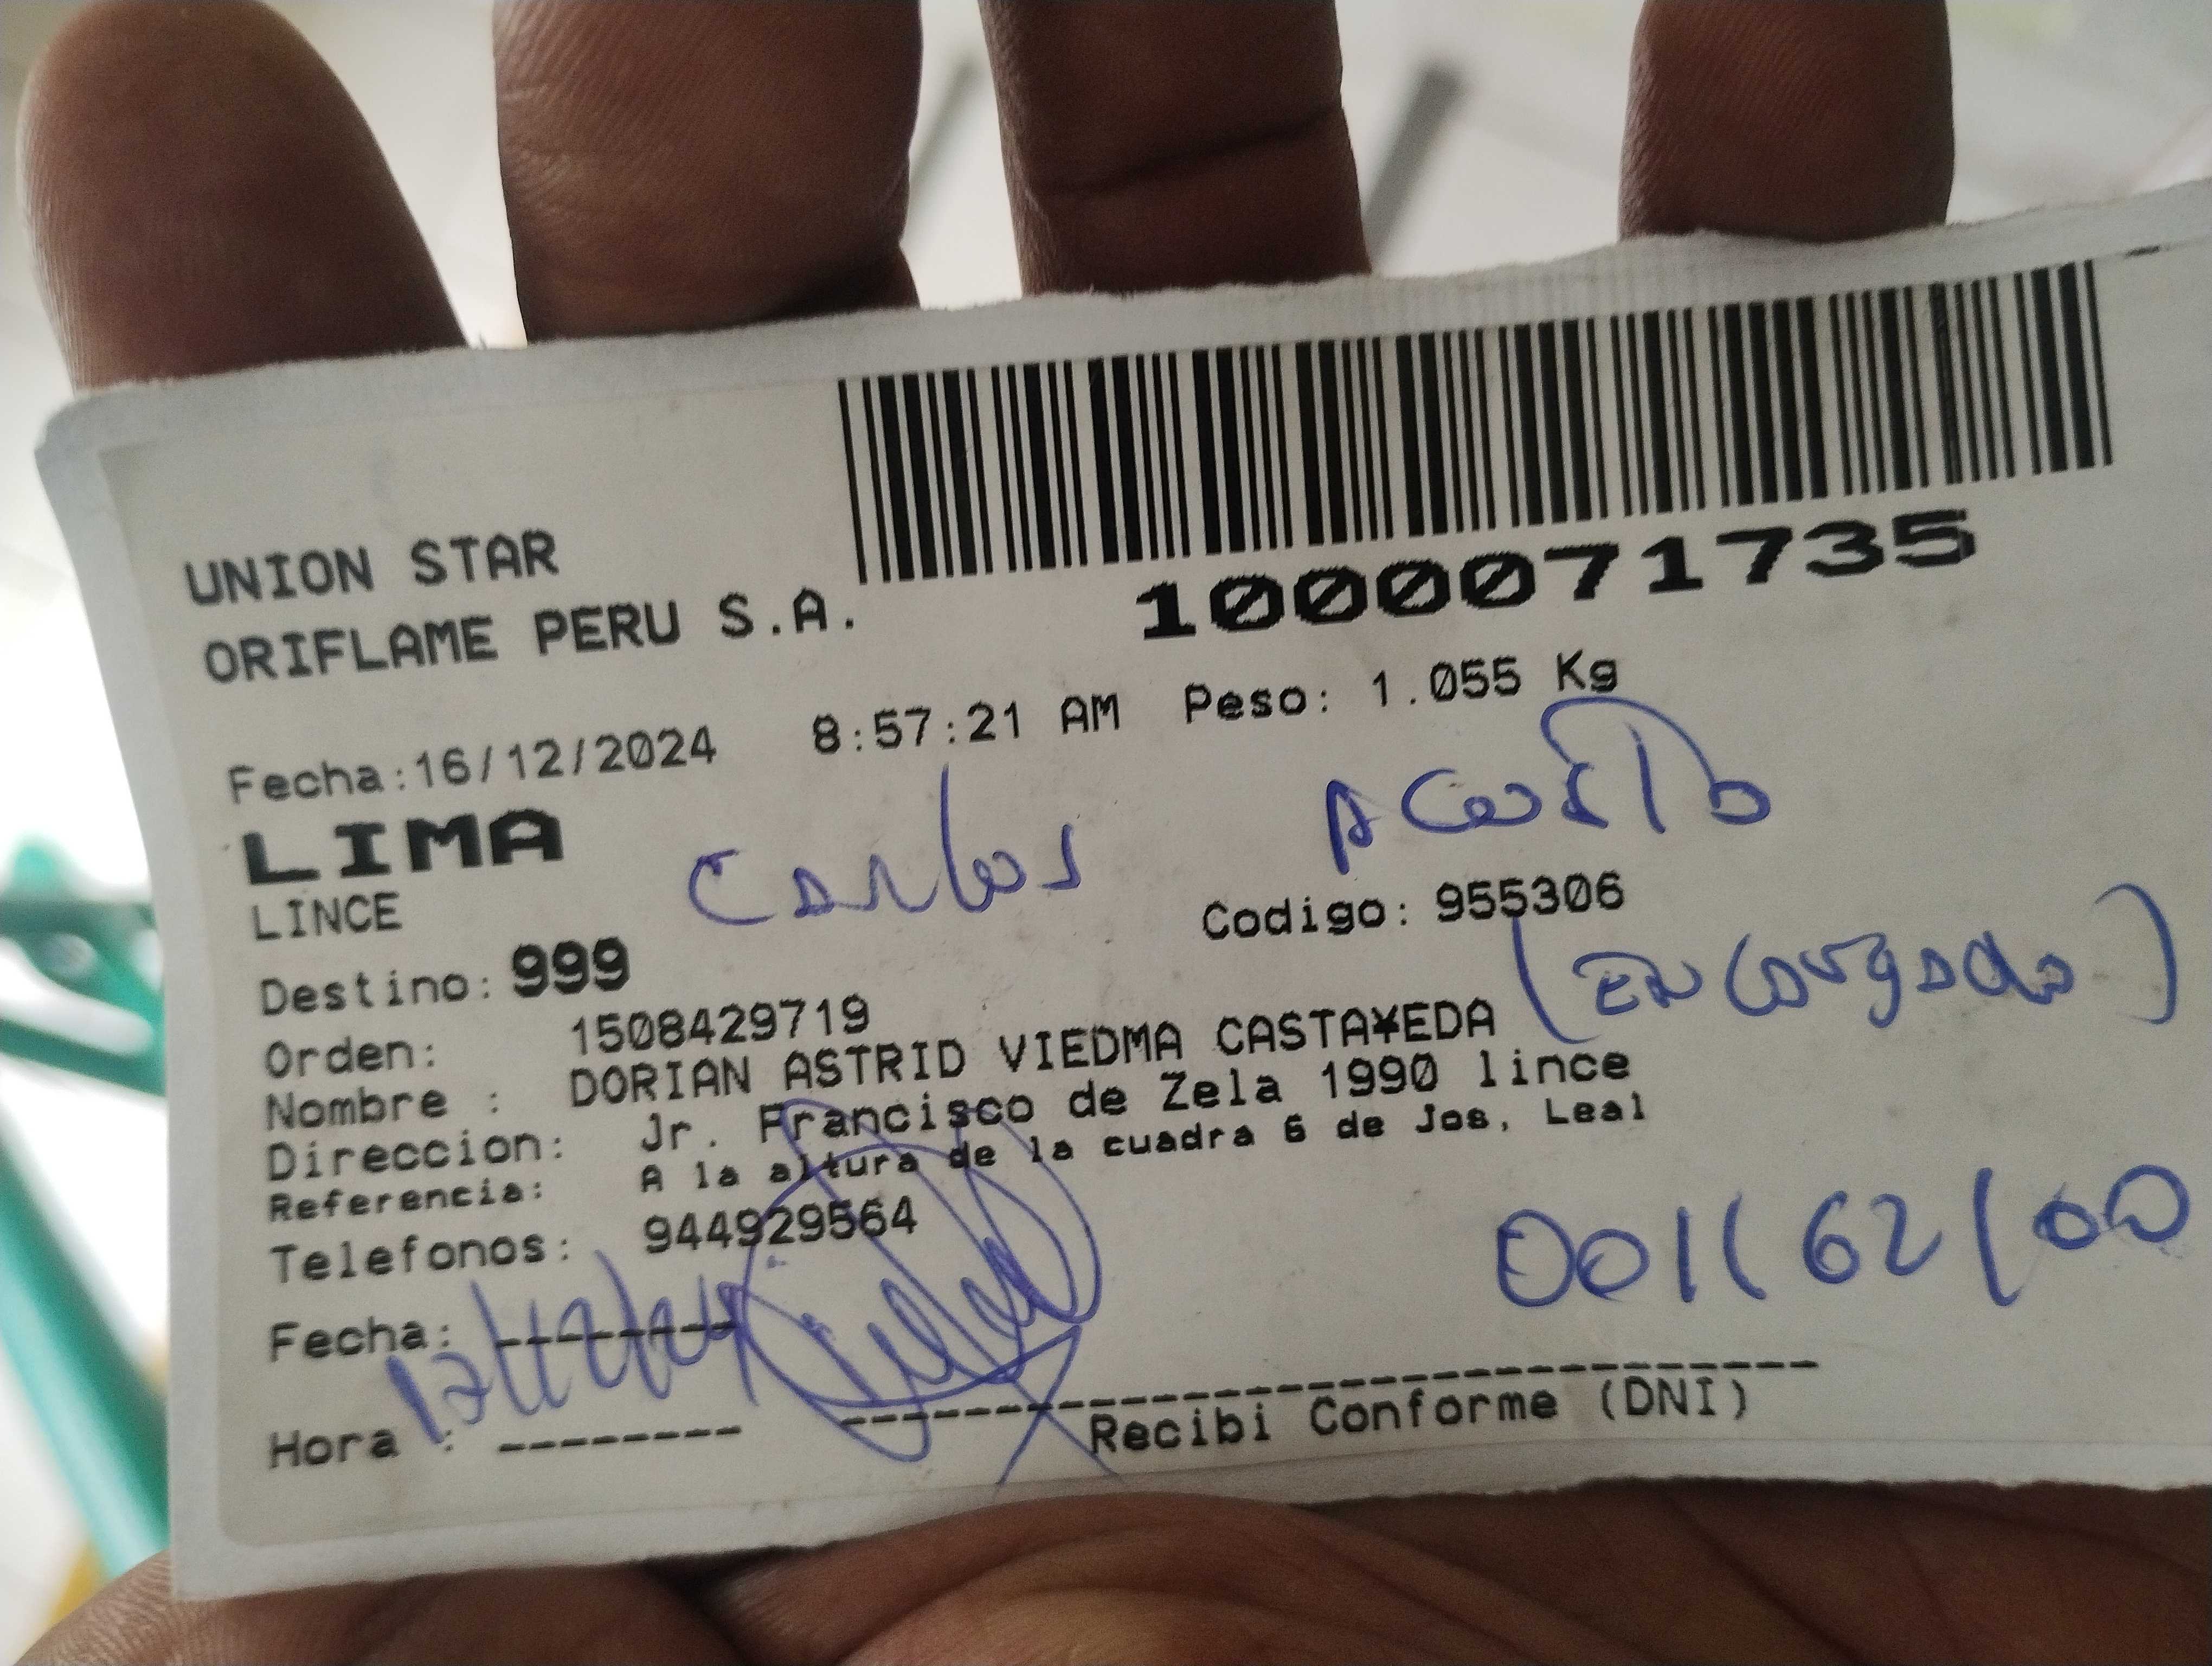 UNION STAR
ORIFLAME PERU S.A.
1000071735
Fecha:16/12/2024 8:57:21 AM Peso: 1.055 Kg
LIMA
Carlos
LINCE
Codigo: 955306
(Encargado)
Destino: 999
Orden: 1508429719
Nombre : DORIAN ASTRID VIEDMA CASTA¥EDA
Direccion: Jr. Francisco de Zela 1990 lince
Referencia: A la altura de la cuadra 6 de Jos, Leal
Telefonos: 944929564
Fecha: 17/12/24
Hora :
Recibi Conforme (DNI)